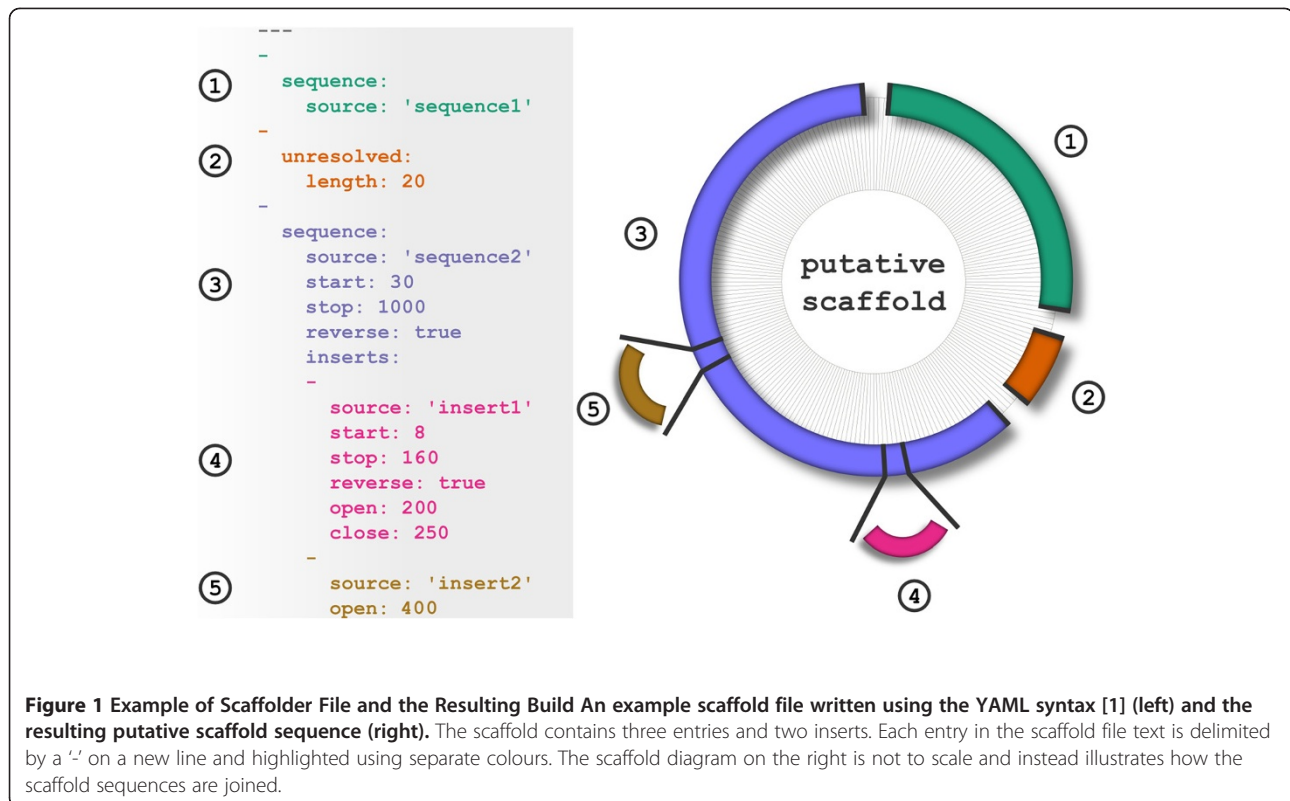 ---
-
① sequence:
source: 'sequence1'
-
② unresolved:
length: 20
-
sequence:
source: 'sequence2'
③ start: 30
stop: 1000
reverse: true
inserts:
-
source: 'insert1'
start: 8
④ stop: 160
reverse: true
open: 200
close: 250
-
⑤ source: 'insert2'
open: 400
①
②
③
④
⑤
putative
scaffold
Figure 1 Example of Scaffolder File and the Resulting Build An example scaffold file written using the YAML syntax [1] (left) and the
resulting putative scaffold sequence (right). The scaffold contains three entries and two inserts. Each entry in the scaffold file text is delimited
by a ‘-’ on a new line and highlighted using separate colours. The scaffold diagram on the right is not to scale and instead illustrates how the
scaffold sequences are joined.